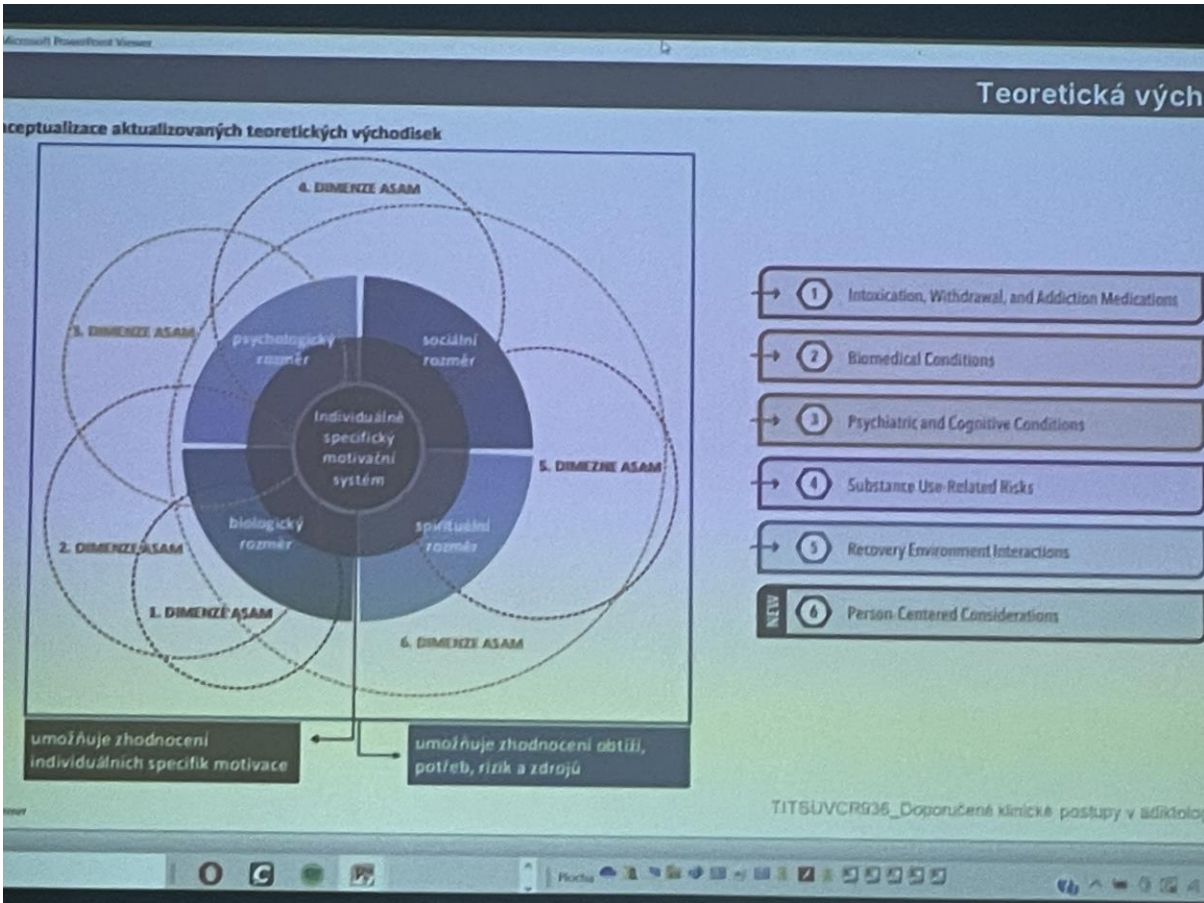 Microsoft PowerPoint Viewer
Teoretická vých
nceptualizace aktualizovaných teoretických východisek
4. DIMENZE ASAM
3. DIMENZE ASAM
psychologický
rozměr
sociální
rozměr
Individuálně
specifický
motivační
systém
5. DIMEZNE ASAM
biologický
rozměr
spirituální
rozměr
2. DIMENZE ASAM
1. DIMENZE ASAM
6. DIMENZE ASAM
umožňuje zhodnocení
individuálních specifik motivace
umožňuje zhodnocení obtíží,
potřeb, rizik a zdrojů
1 Intoxication, Withdrawal, and Addiction Medications
2 Biomedical Conditions
3 Psychiatric and Cognitive Conditions
4 Substance Use-Related Risks
5 Recovery Environment Interactions
NEW 6 Person-Centered Considerations
TITSUVCR936_Doporučené klinické postupy v adiktolog
Plocha